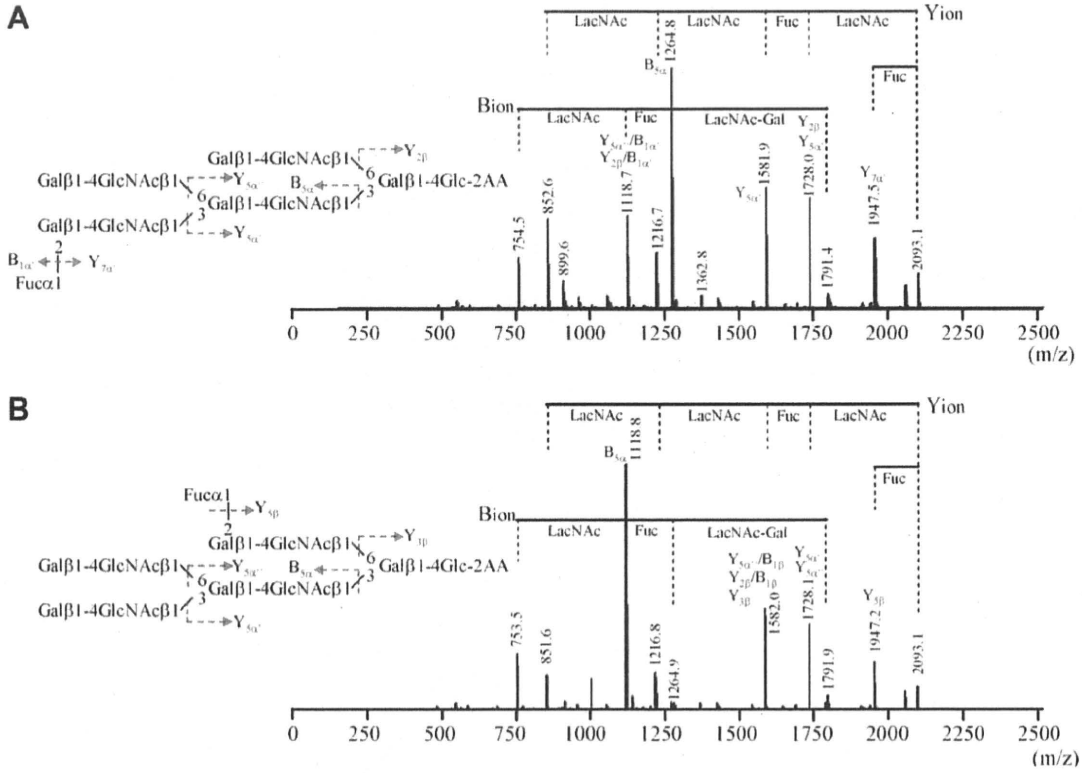 A
LacNAc LacNAc Fuc LacNAc Yion
Fuc
B5α 1264.8
Bion LacNAc Fuc LacNAc-Gal
Y2β
Y5α'
Y2β/B1α'
754.5 852.6 899.6 1118.7 1216.7 1362.8 Y5α' 1581.9 1728.0 1791.4 Y7α' 1947.5 2093.1
Galβ1-4GlcNAcβ1 Y2β
Galβ1-4GlcNAcβ1 Y5α' B5α 6 Galβ1-4Glc-2AA
6 Galβ1-4GlcNAcβ1 3
3
Galβ1-4GlcNAcβ1 Y5α'
2
B1α' Y7α'
Fucα1
0 250 500 750 1000 1250 1500 1750 2000 2250 2500
(m/z)
B
LacNAc LacNAc Fuc LacNAc Yion
Fuc
B5α 1118.8
Bion LacNAc Fuc LacNAc-Gal
Y5α''/B1β Y5α''
Y2β/B1β Y5α'
Y3β
753.5 851.6 1216.8 1264.9 1582.0 1728.1 1791.9 Y5β 1947.2 2093.1
Fucα1
Y5β
2
Galβ1-4GlcNAcβ1 Y3β
Galβ1-4GlcNAcβ1 Y5α'' B5α 6 Galβ1-4Glc-2AA
6 Galβ1-4GlcNAcβ1 3
3
Galβ1-4GlcNAcβ1 Y5α'
0 250 500 750 1000 1250 1500 1750 2000 2250 2500
(m/z)